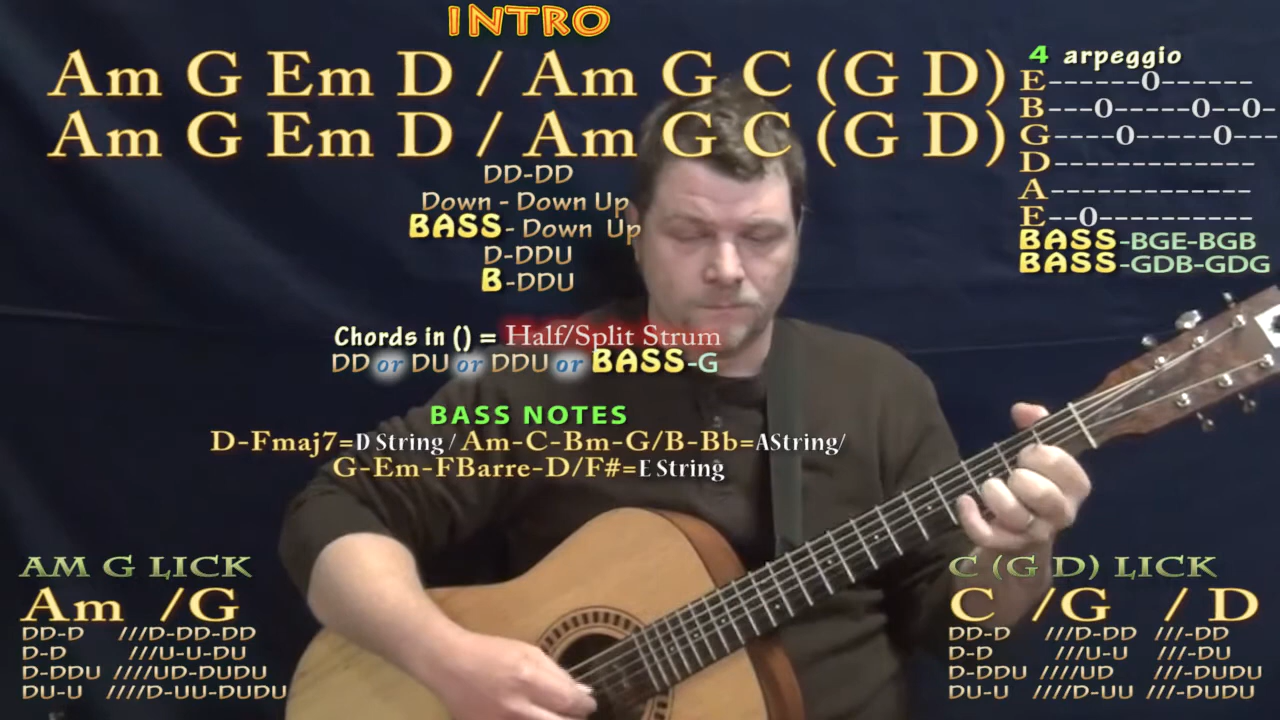 INTRO
Am G Em D / Am G C (G D)
Am G Em D / Am G C (G D)
DD-DD
Down - Down Up
BASS - Down Up
D-DDU
B-DDU
Chords in () = Half/Split Strum
DD or DU or DDU or BASS-G
BASS NOTES
D-Fmaj7=D String / Am-C-Bm-G/B-Bb=AString/
G-Em-FBarre-D/F#=E String
4 arpeggio
E------0------
B---0-----0--0-
G----0-----0---
D-------------
A-------------
E--0----------
BASS-BGE-BGB
BASS-GDB-GDG
AM G LICK
Am /G
DD-D ///D-DD-DD
D-D ///U-U-DU
D-DDU ////UD-DUDU
DU-U ////D-UU-DUDU
C (G D) LICK
C /G / D
DD-D ///D-DD ///-DD
D-D ///U-U ///-DU
D-DDU ////UD ///-DUDU
DU-U ////D-UU ///-DUDU